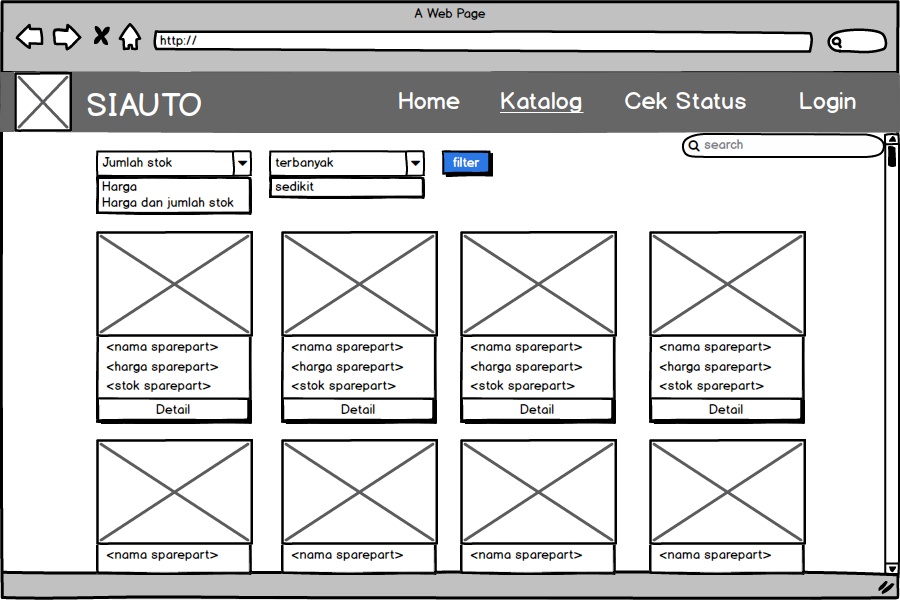 A Web Page
http://
SIAUTO
Home Katalog Cek Status Login
search
Jumlah stok terbanyak filter
Harga sedikit
Harga dan jumlah stok
<nama sparepart> <nama sparepart> <nama sparepart> <nama sparepart>
<harga sparepart> <harga sparepart> <harga sparepart> <harga sparepart>
<stok sparepart> <stok sparepart> <stok sparepart> <stok sparepart>
Detail Detail Detail Detail
<nama sparepart> <nama sparepart> <nama sparepart> <nama sparepart>